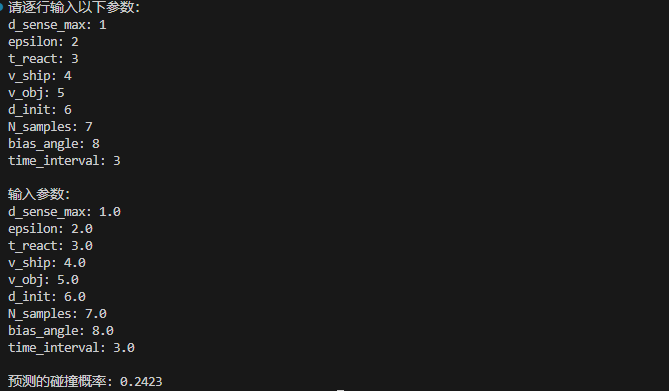 请逐行输入以下参数:
d_sense_max: 1
epsilon: 2
t_react: 3
v_ship: 4
v_obj: 5
d_init: 6
N_samples: 7
bias_angle: 8
time_interval: 3
输入参数:
d_sense_max: 1.0
epsilon: 2.0
t_react: 3.0
v_ship: 4.0
v_obj: 5.0
d_init: 6.0
N_samples: 7.0
bias_angle: 8.0
time_interval: 3.0
预测的碰撞概率: 0.2423